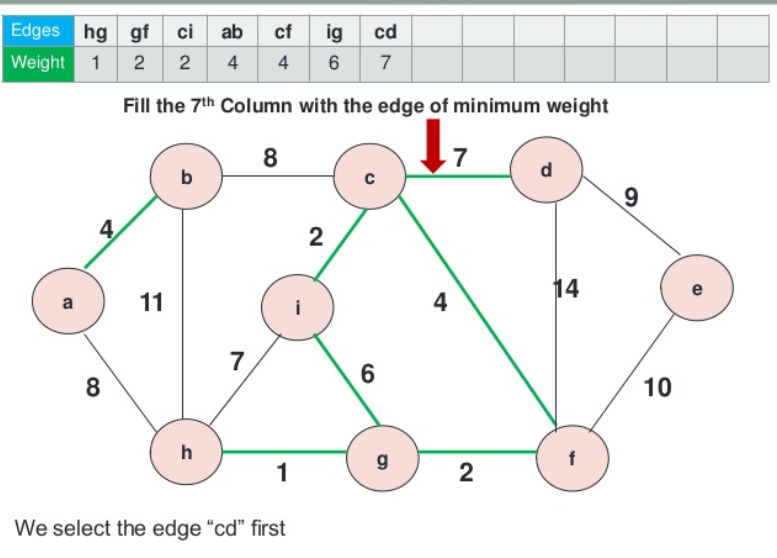 Edges hg gf ci ab cf ig cd
Weight 1 2 2 4 4 6 7
Fill the 7th Column with the edge of minimum weight
8 7
b c d
9
4 2
a 11 i 4 14 e
7 6
8 10
h g f
1 2
We select the edge “cd” first